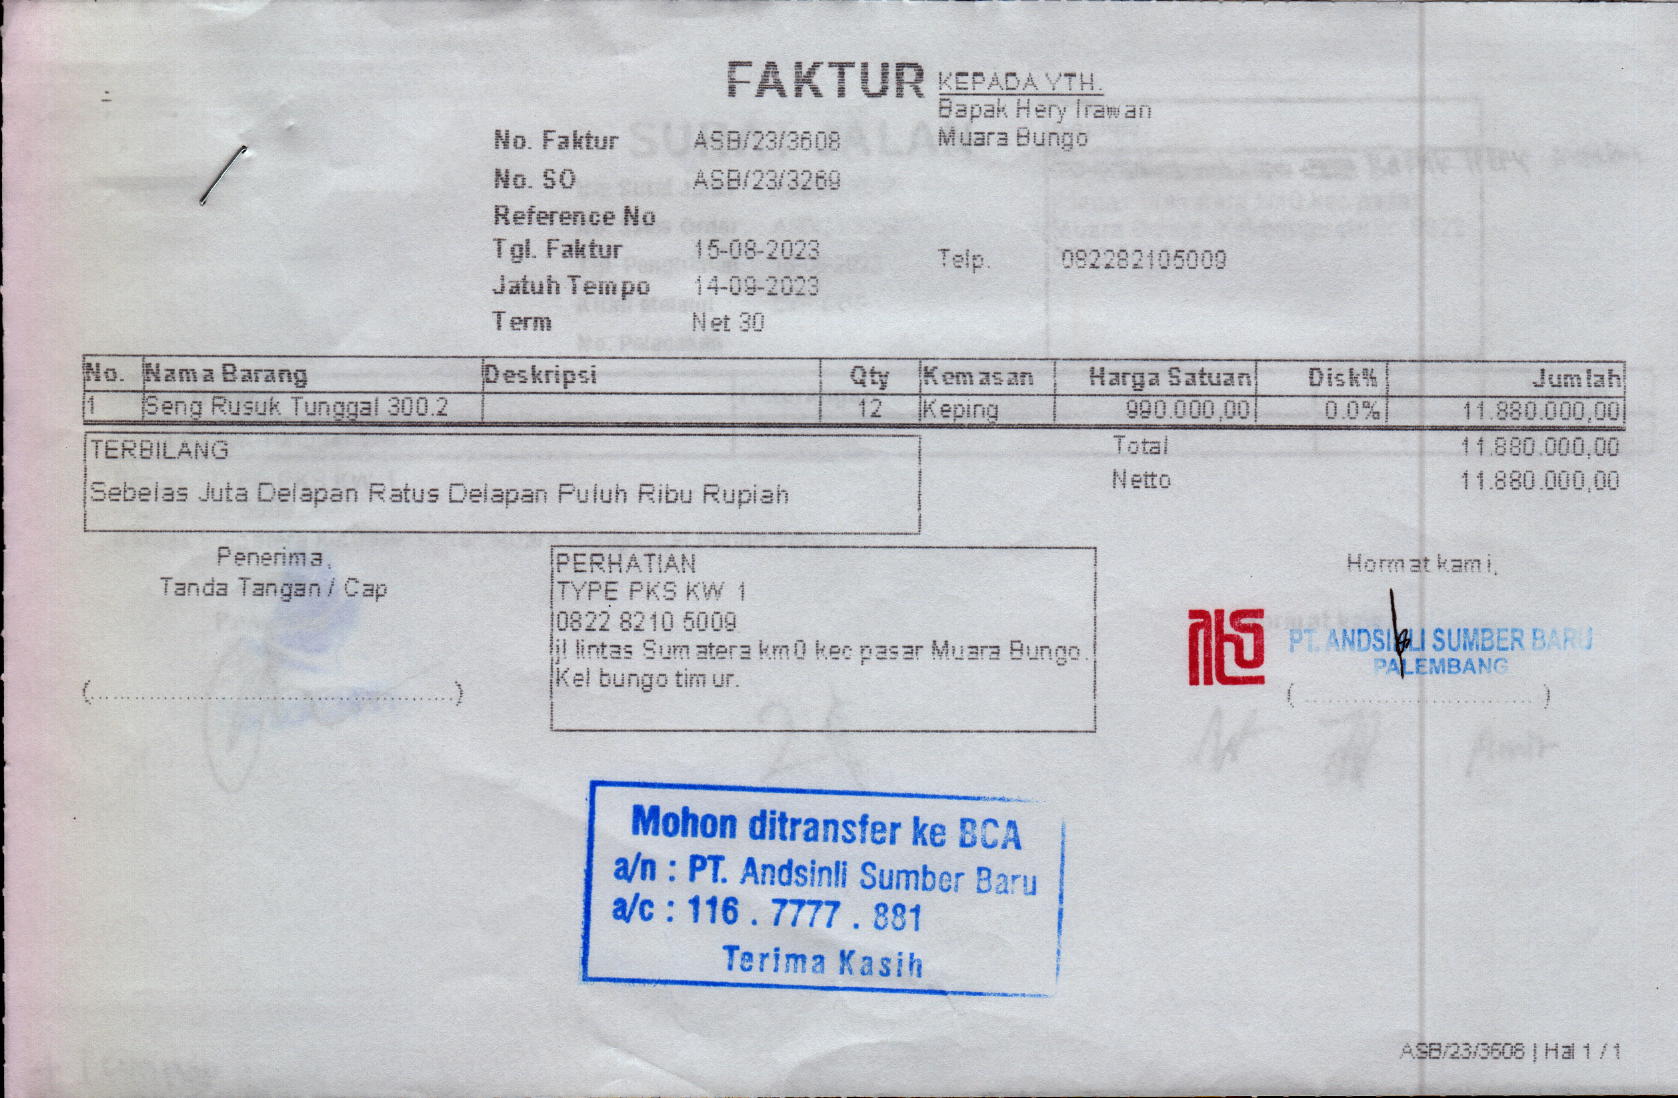 FAKTUR
KEPADA YTH.
Bapak Hery Irawan
Muara Bungo
No. Faktur ASB/23/3608
No. SO ASB/23/3269
Reference No
Tgl. Faktur 15-08-2023
Telp. 082282105009
Jatuh Tempo 14-09-2023
Term Net 30
No. Nama Barang Deskripsi Qty Kemasan Harga Satuan Disk% Jumlah
1 Seng Rusuk Tunggal 300.2 12 Keping 990.000,00 0.0% 11.880.000,00
TERBILANG
Sebelas Juta Delapan Ratus Delapan Puluh Ribu Rupiah
Total 11.880.000,00
Netto 11.880.000,00
Penerima,
Tanda Tangan / Cap
(............................................................)
PERHATIAN
TYPE PKS KW 1
0822 8210 5009
jl lintas Sumatera km0 kec pasar Muara Bungo.
Kel bungo timur.
Hormat kami,
PT. ANDSINLI SUMBER BARU
PALEMBANG
(....................................)
Mohon ditransfer ke BCA
a/n : PT. Andsinli Sumber Baru
a/c : 116 . 7777 . 881
Terima Kasih
ASB/23/3608 | Hal 1 / 1